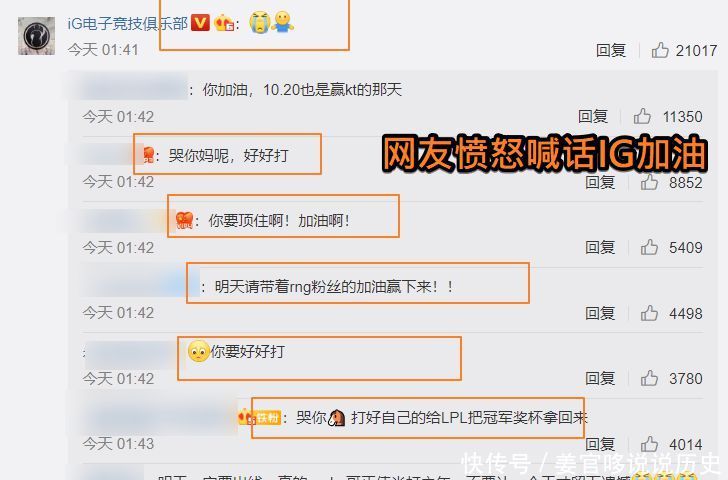 iG电子竞技俱乐部 V :
今天 01:41
回复 21017
: 你加油，10.20也是赢kt的那天
今天 01:42
回复 11350
: 哭你妈呢，好好打
网友愤怒喊话IG加油
今天 01:42
回复 8852
: 你要顶住啊！加油啊！
今天 01:42
回复 5409
: 明天请带着rng粉丝的加油赢下来！！
今天 01:42
回复 4498
你要好好打
今天 01:42
回复 3780
铁粉 : 哭你 打好自己的给LPL把冠军奖杯拿回来
今天 01:43
回复 4014
快传号 / 姜官哆说说历史